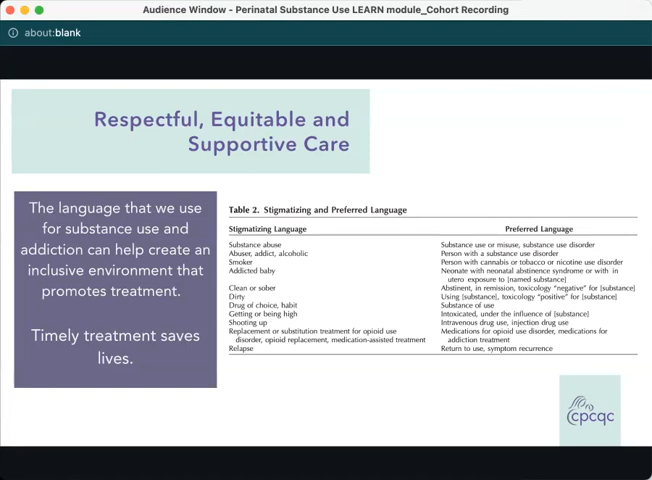 Audience Window - Perinatal Substance Use LEARN module_Cohort Recording
about:blank
Respectful, Equitable and
Supportive Care
The language that we use
for substance use and
addiction can help create an
inclusive environment that
promotes treatment.
Timely treatment saves
lives.
Table 2. Stigmatizing and Preferred Language
Stigmatizing Language Preferred Language
Substance abuse Substance use or misuse, substance use disorder
Abuser, addict, alcoholic Person with a substance use disorder
Smoker Person with cannabis or tobacco or nicotine use disorder
Addicted baby Neonate with neonatal abstinence syndrome or with in
utero exposure to [named substance]
Clean or sober Abstinent, in remission, toxicology “negative” for [substance]
Dirty Using [substance], toxicology “positive” for [substance]
Drug of choice, habit Substance of use
Getting or being high Intoxicated, under the influence of [substance]
Shooting up Intravenous drug use, injection drug use
Replacement or substitution treatment for opioid use Medications for opioid use disorder, medications for
disorder, opioid replacement, medication-assisted treatment addiction treatment
Relapse Return to use, symptom recurrence
cpcqc